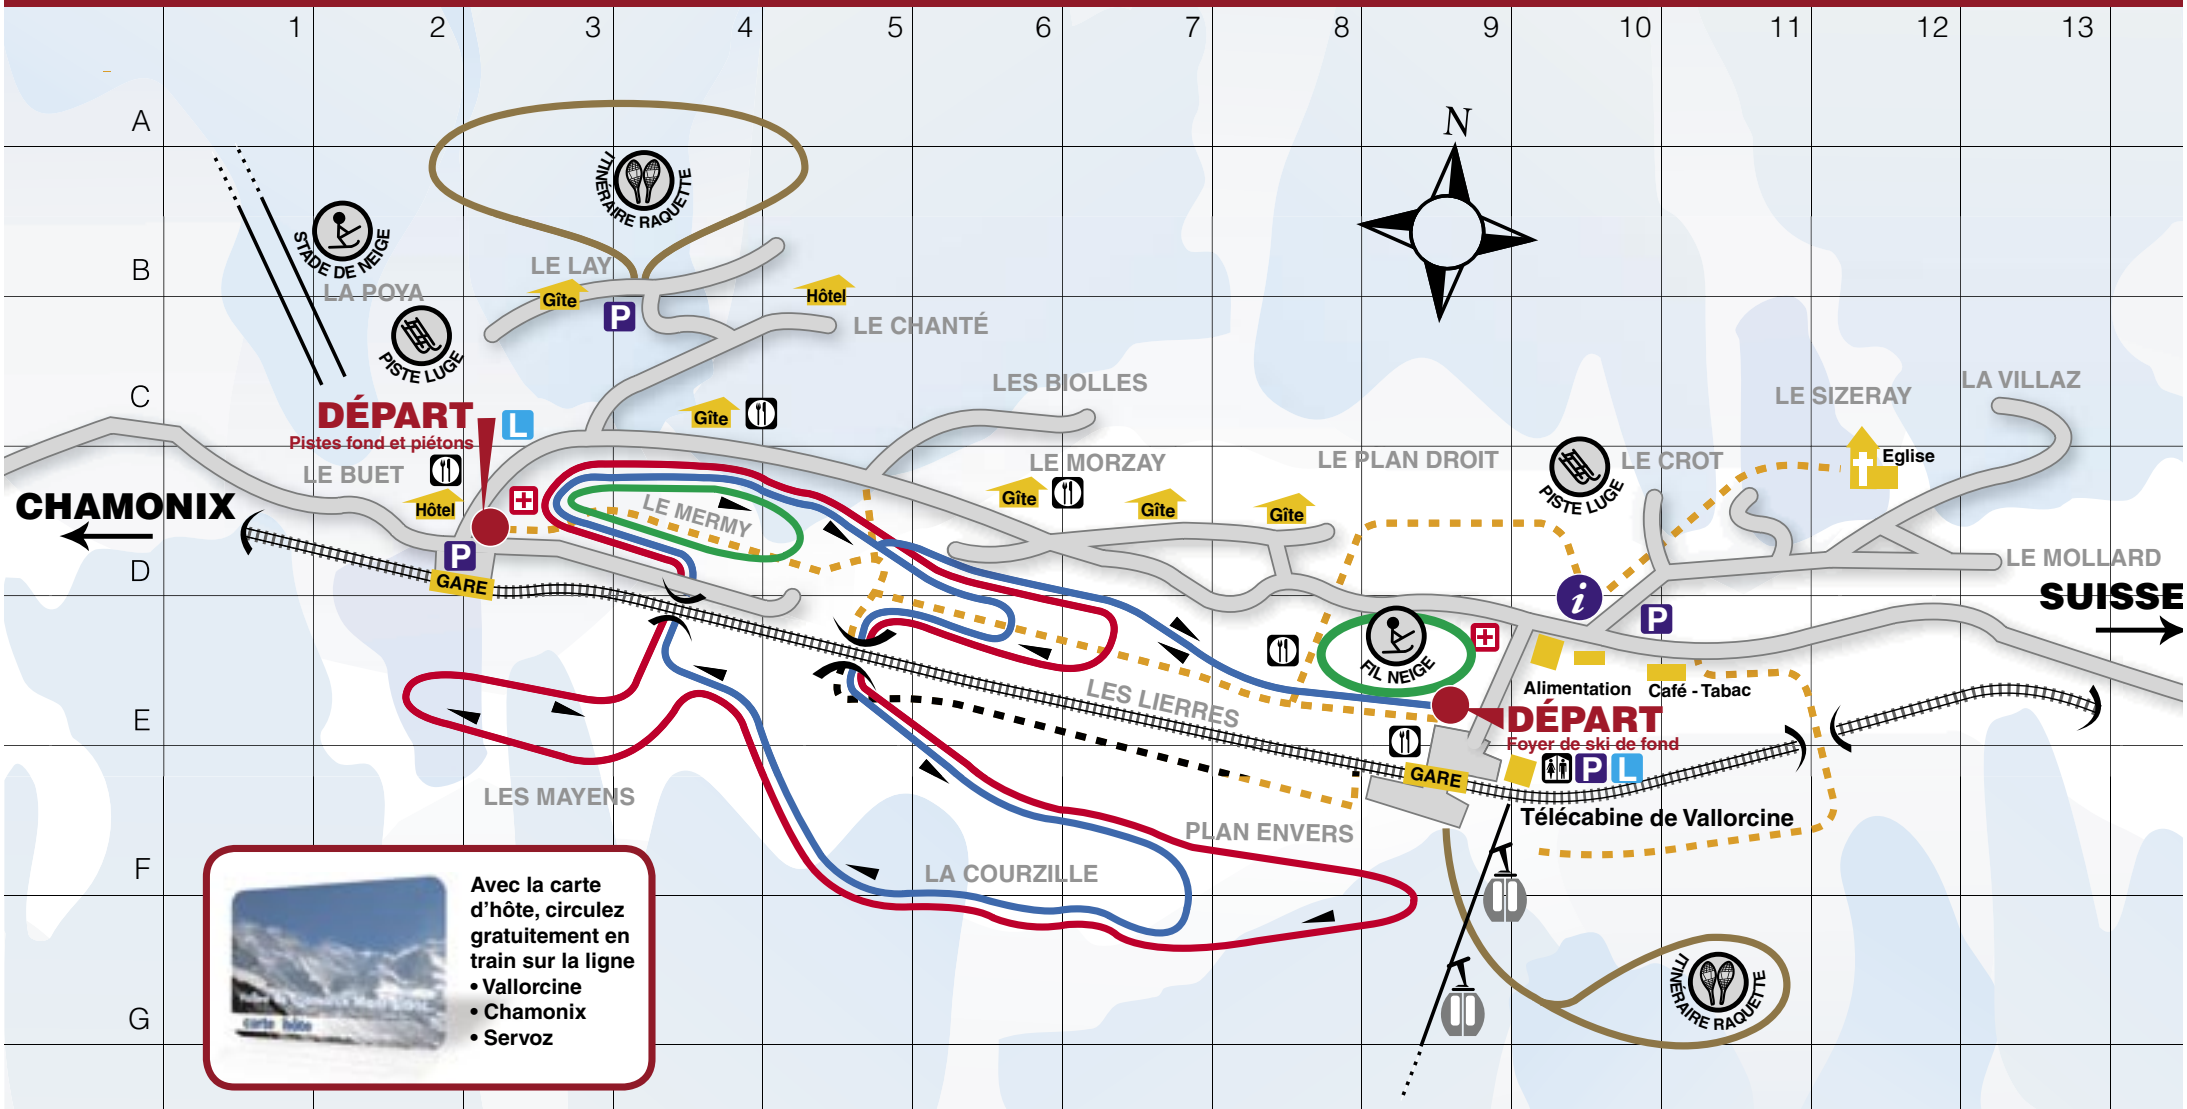 1 2 3 4 5 6 7 8 9 10 11 12 13
A
N
ITINÉRAIRE RAQUETTE
STADE DE NEIGE
B
LE LAY
LA POYA
Gîte
Hôtel
P
LE CHANTÉ
PISTE LUGE
C
LES BIOLLES
LA VILLAZ
LE SIZERAY
DÉPART
Pistes fond et piétons
L
Gîte
LE BUET
LE MORZAY
LE PLAN DROIT
LE CROT
Eglise
PISTE LUGE
Hôtel
LE MERMY
Gîte
Gîte
Gîte
CHAMONIX
P
GARE
D
LE MOLLARD
SUISSE
i
P
FIL NEIGE
Alimentation
Café - Tabac
LES LIERRES
E
DÉPART
Foyer de ski de fond
GARE
P
L
LES MAYENS
Télécabine de Vallorcine
PLAN ENVERS
F
LA COURZILLE
Avec la carte
d'hôte, circulez
gratuitement en
train sur la ligne
• Vallorcine
• Chamonix
• Servoz
carte hôte
ITINÉRAIRE RAQUETTE
G